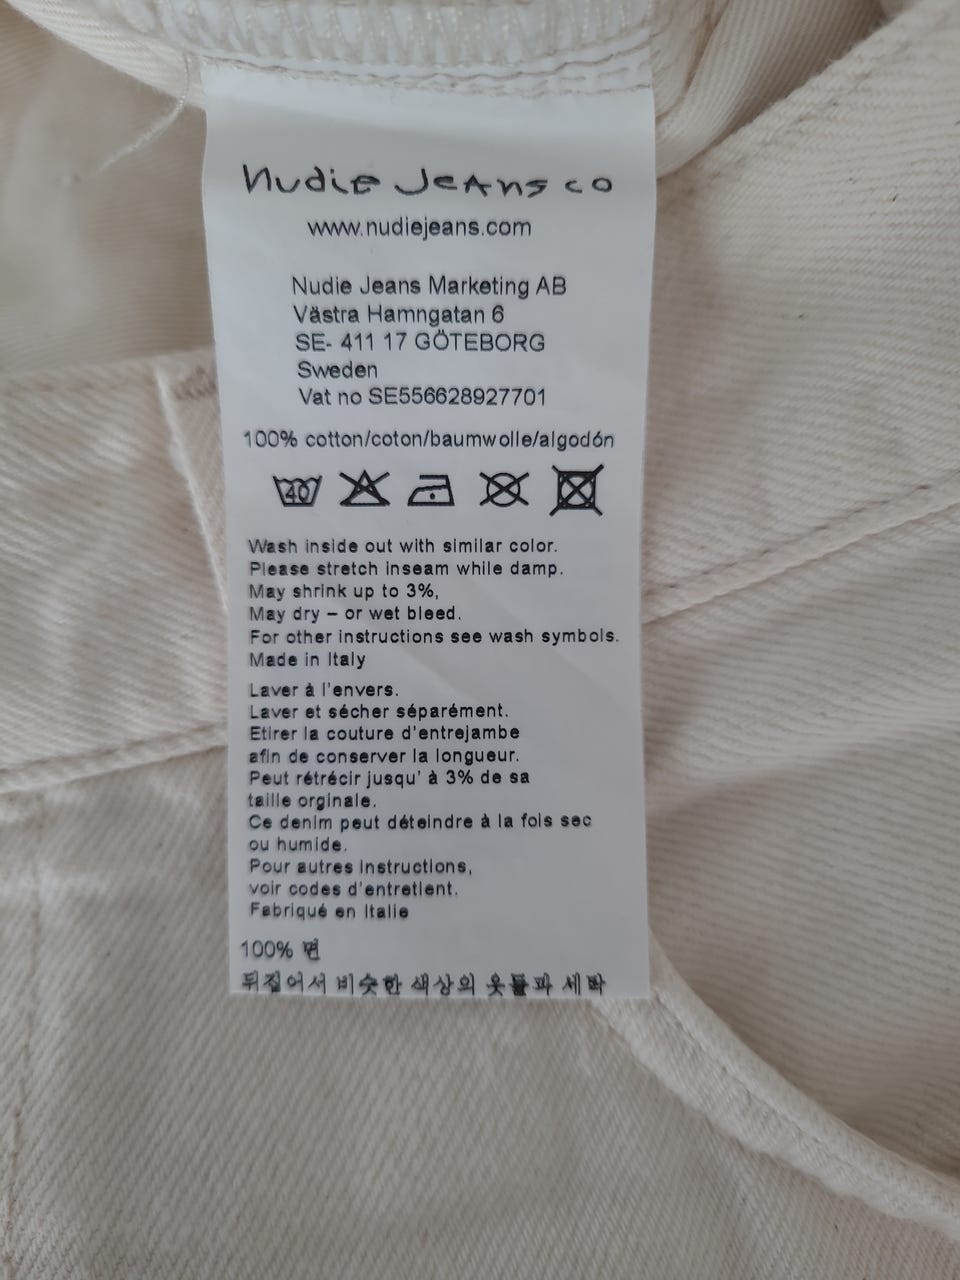 Nudie Jeans co
www.nudiejeans.com
Nudie Jeans Marketing AB
Västra Hamngatan 6
SE- 411 17 GÖTEBORG
Sweden
Vat no SE556628927701
100% cotton/coton/baumwolle/algodón
40
Wash inside out with similar color.
Please stretch inseam while damp.
May shrink up to 3%,
May dry – or wet bleed.
For other instructions see wash symbols.
Made in Italy
Laver à l'envers.
Laver et sécher séparément.
Etirer la couture d'entrejambe
afin de conserver la longueur.
Peut rétrécir jusqu' à 3% de sa
taille orginale.
Ce denim peut déteindre à la fois sec
ou humide.
Pour autres instructions,
voir codes d'entretient.
Fabriqué en Italie
100% 면
뒤집어서 비슷한 색상의 옷들과 세탁